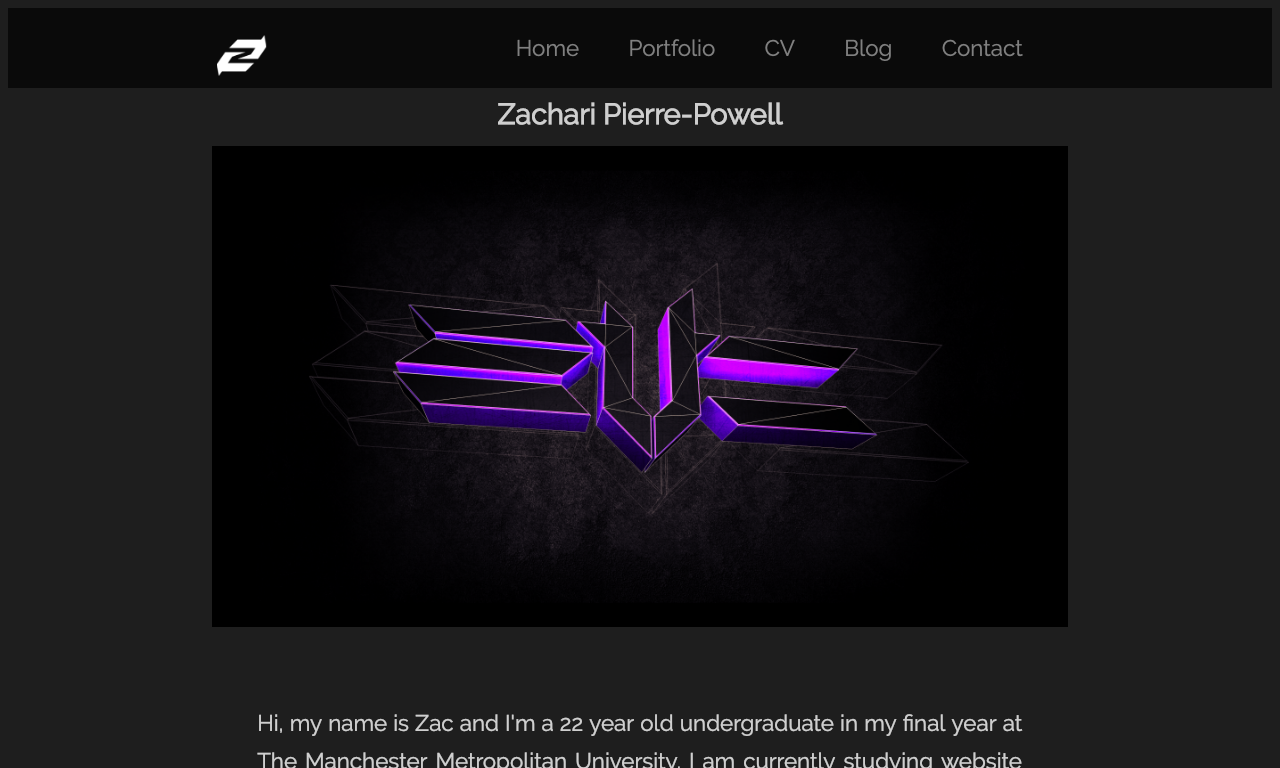 Home Portfolio CV Blog Contact
Zachari Pierre-Powell
Hi, my name is Zac and I'm a 22 year old undergraduate in my final year at
The Manchester Metropolitan University. I am currently studying website